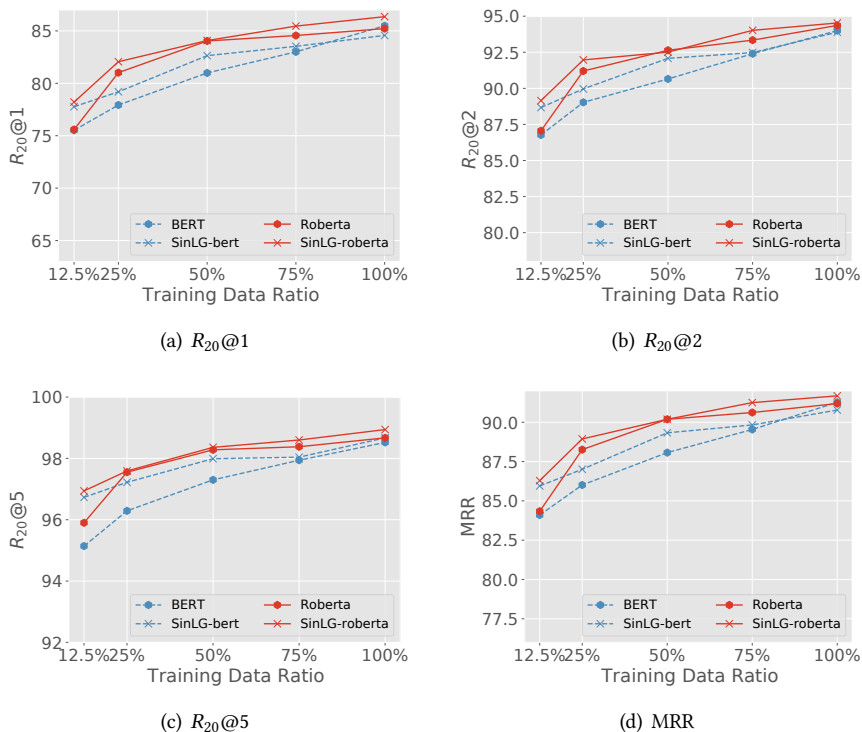 85
80
75
70
65
R20@1
BERT
SinLG-bert
Roberta
SinLG-roberta
12.5% 25% 50% 75% 100%
Training Data Ratio
(a) R20@1
95.0
92.5
90.0
87.5
85.0
82.5
80.0
R20@2
BERT
SinLG-bert
Roberta
SinLG-roberta
12.5% 25% 50% 75% 100%
Training Data Ratio
(b) R20@2
100
98
96
94
92
R20@5
BERT
SinLG-bert
Roberta
SinLG-roberta
12.5% 25% 50% 75% 100%
Training Data Ratio
(c) R20@5
90.0
87.5
85.0
82.5
80.0
77.5
MRR
BERT
SinLG-bert
Roberta
SinLG-roberta
12.5% 25% 50% 75% 100%
Training Data Ratio
(d) MRR